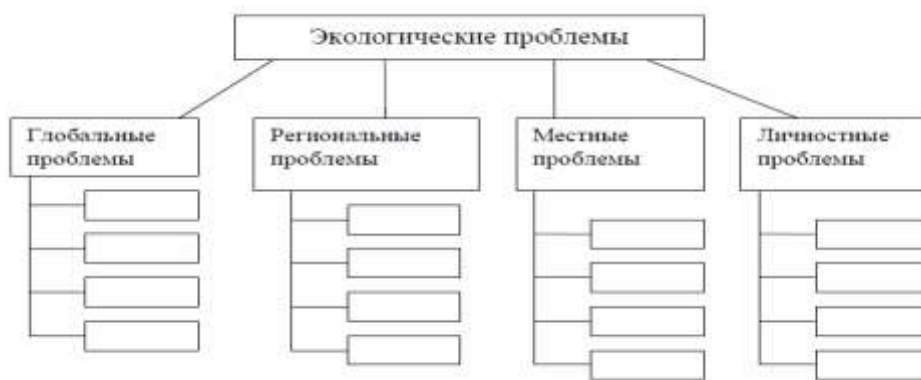 Экологические проблемы
Глобальные
проблемы
Региональные
проблемы
Местные
проблемы
Личностные
проблемы